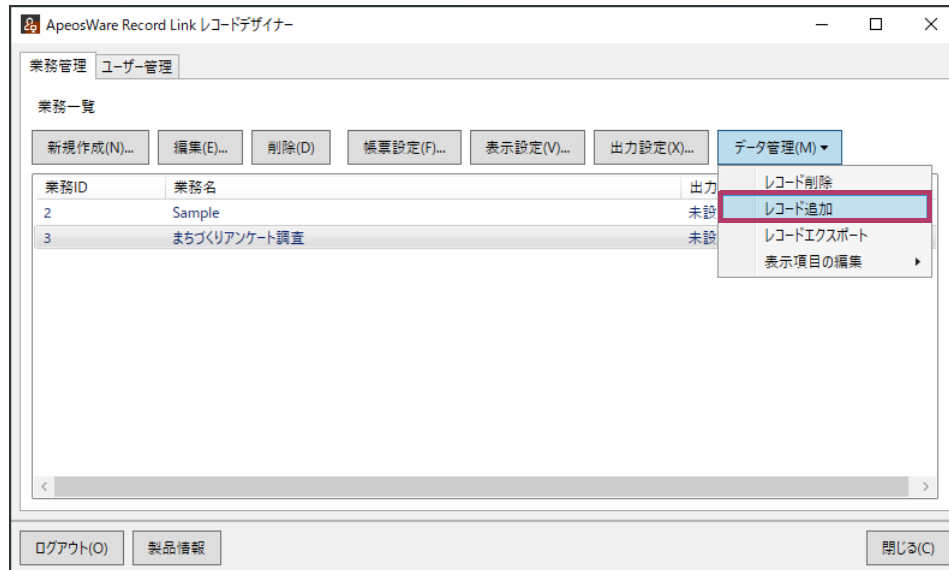 ApeosWare Record Link レコードデザイナー
業務管理 ユーザー管理
業務一覧
新規作成(N)... 編集(E)... 削除(D) 帳票設定(F)... 表示設定(V)... 出力設定(X)... データ管理(M)▼
業務ID 業務名 出力
2 Sample 未設
3 まちづくりアンケート調査 未設
レコード削除
レコード追加
レコードエクスポート
表示項目の編集
ログアウト(O) 製品情報 閉じる(C)